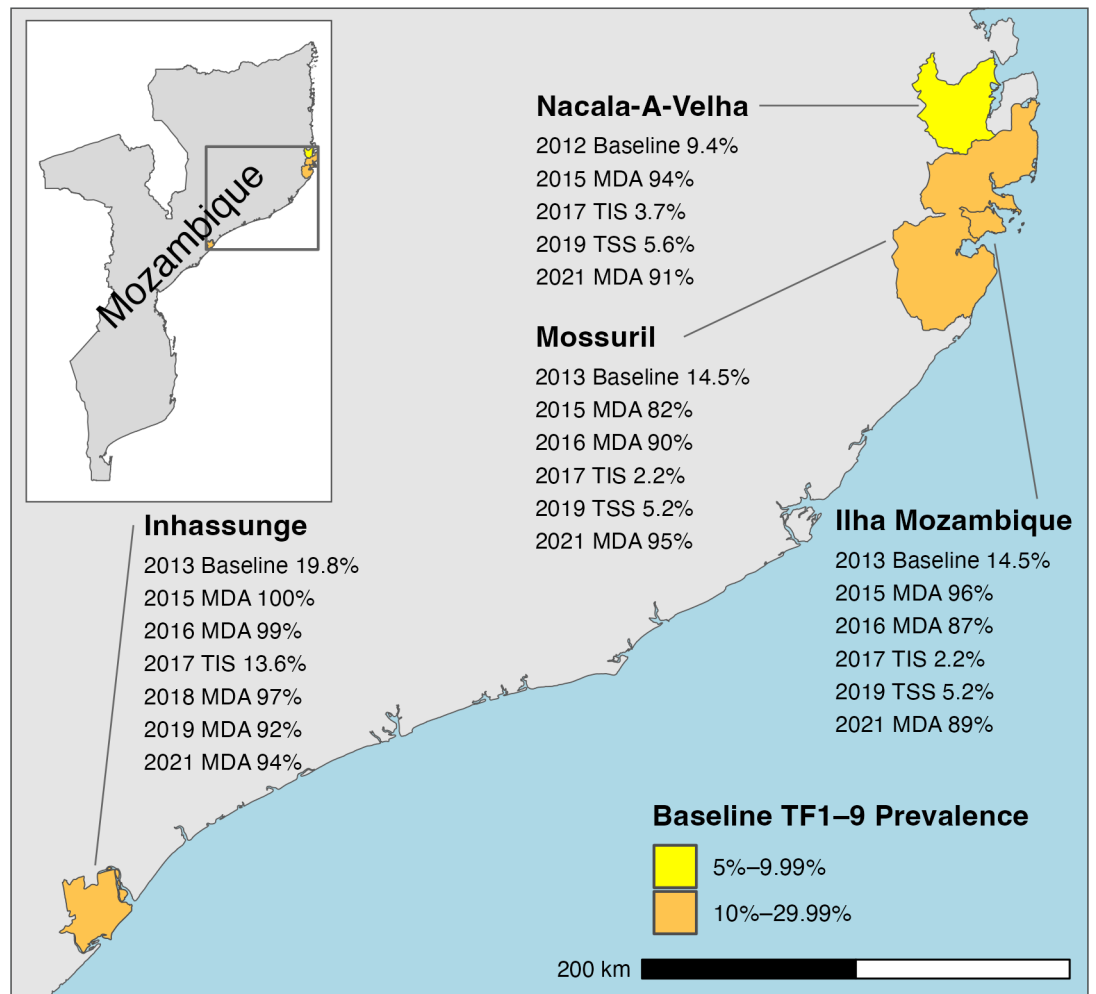 Mozambique
Nacala-A-Velha
2012 Baseline 9.4%
2015 MDA 94%
2017 TIS 3.7%
2019 TSS 5.6%
2021 MDA 91%
Mossuril
2013 Baseline 14.5%
2015 MDA 82%
2016 MDA 90%
2017 TIS 2.2%
2019 TSS 5.2%
2021 MDA 95%
Inhassunge
2013 Baseline 19.8%
2015 MDA 100%
2016 MDA 99%
2017 TIS 13.6%
2018 MDA 97%
2019 MDA 92%
2021 MDA 94%
Ilha Mozambique
2013 Baseline 14.5%
2015 MDA 96%
2016 MDA 87%
2017 TIS 2.2%
2019 TSS 5.2%
2021 MDA 89%
Baseline TF1–9 Prevalence
5%–9.99%
10%–29.99%
200 km